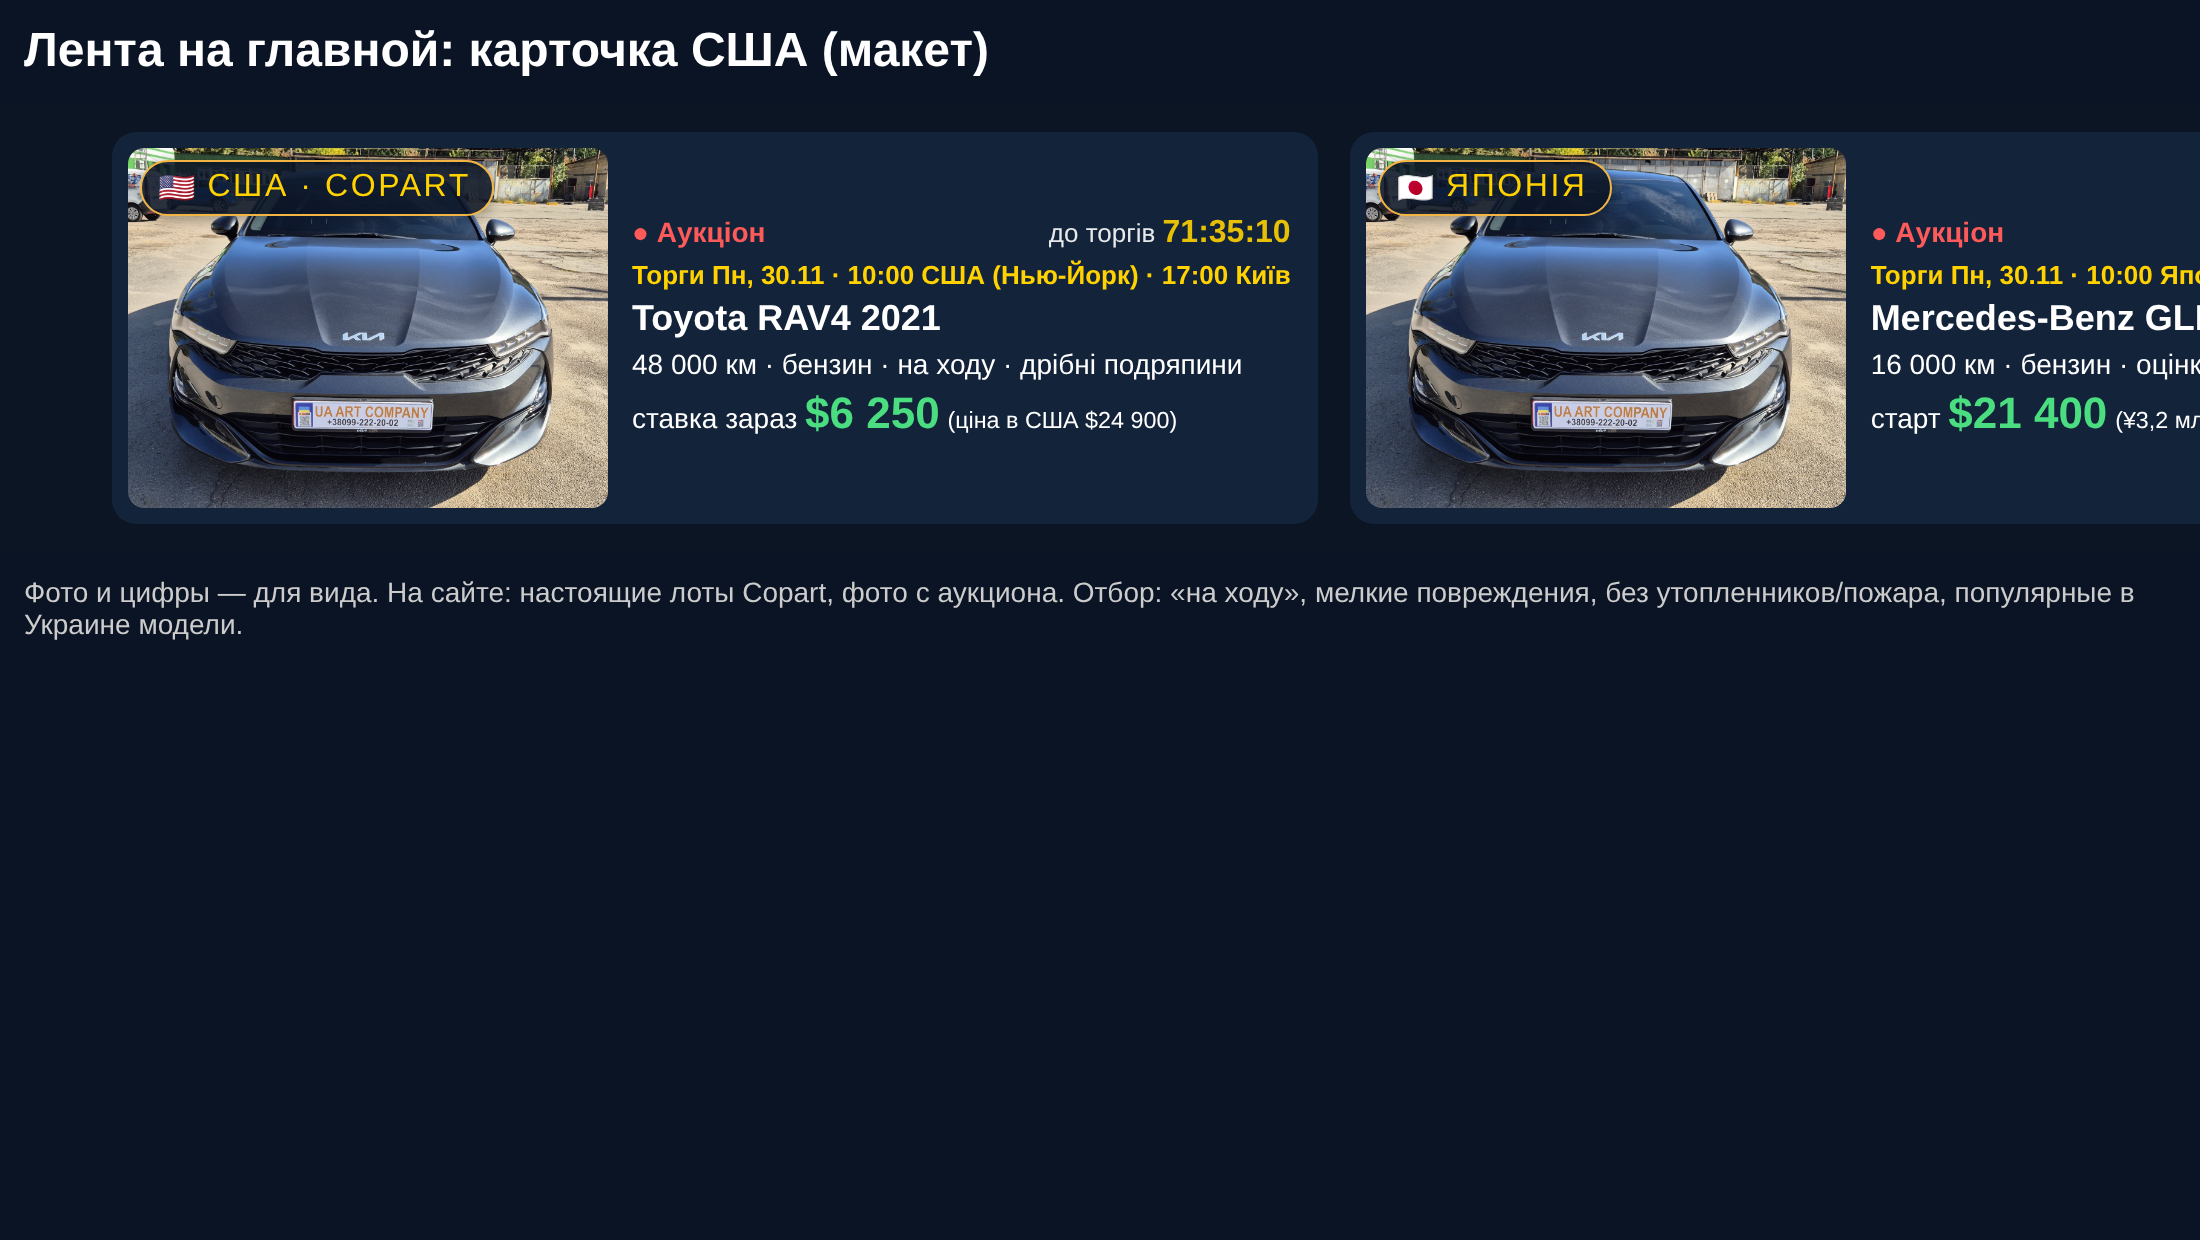 Лента на главной: карточка США (макет)
США · COPART
● Аукціон
до торгів 71:35:10
Торги Пн, 30.11 · 10:00 США (Нью-Йорк) · 17:00 Київ
Toyota RAV4 2021
48 000 км · бензин · на ходу · дрібні подряпини
ставка зараз $6 250 (ціна в США $24 900)
KIA
UA ART COMPANY
+38099-222-20-02
ЯПОНІЯ
● Аукціон
Торги Пн, 30.11 · 10:00
Mercedes-Benz
16 000 км · бензин ·
старт $21 400 (¥3,2
KIA
UA ART COMPANY
+38099-222-20-02
Фото и цифры — для вида. На сайте: настоящие лоты Copart, фото с аукциона. Отбор: «на ходу», мелкие повреждения, без утопленников/пожара, популярные в
Украине модели.